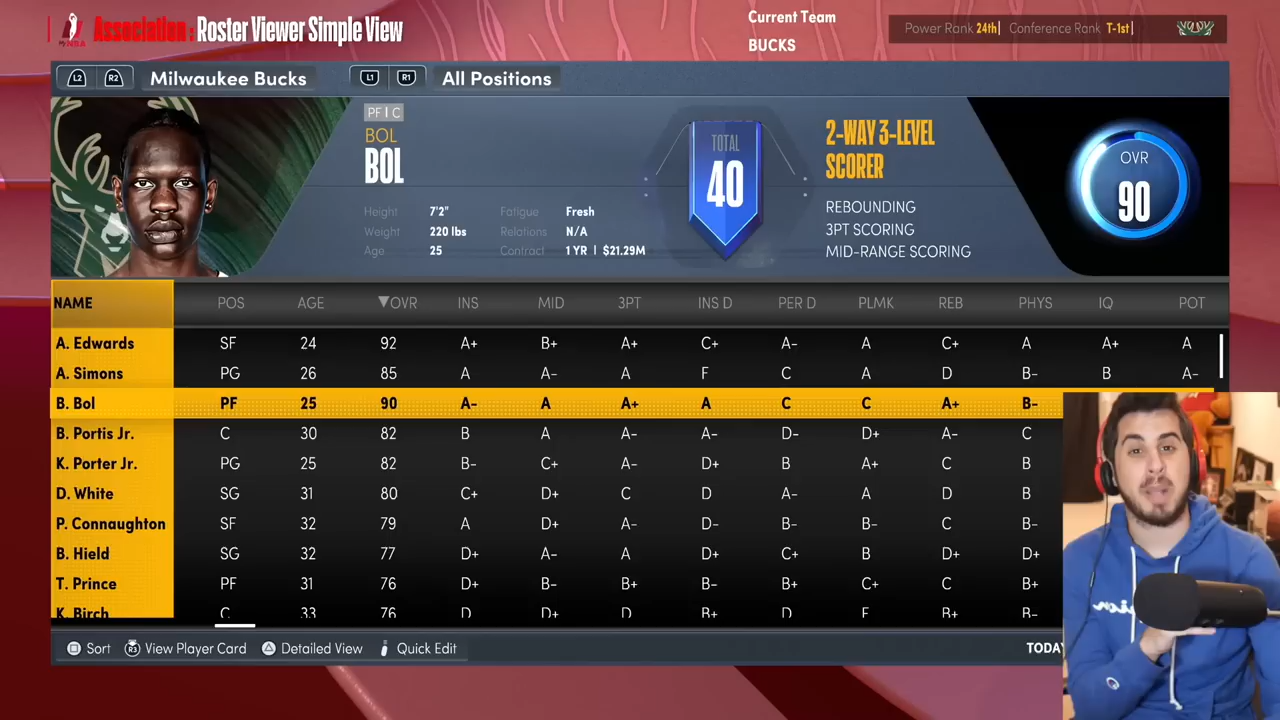 my NBA Association : Roster Viewer Simple View
Current Team
BUCKS
Power Rank 24th| Conference Rank T-1st|
L2 R2 Milwaukee Bucks L1 R1 All Positions
PF | C
BOL
BOL
Height 7'2" Fatigue Fresh
Weight 220 lbs Relations N/A
Age 25 Contract 1 YR | $21.29M
TOTAL
40
2-WAY 3-LEVEL
SCORER
REBOUNDING
3PT SCORING
MID-RANGE SCORING
OVR
90
NAME POS AGE ▼OVR INS MID 3PT INS D PER D PLMK REB PHYS IQ POT
A. Edwards SF 24 92 A+ B+ A+ C+ A- A C+ A A+ A
A. Simons PG 26 85 A A- A F C A D B- B A-
B. Bol PF 25 90 A- A A+ A C C A+ B-
B. Portis Jr. C 30 82 B A A- A- D- D+ A- C
K. Porter Jr. PG 25 82 B- C+ A- D+ B A+ C B
D. White SG 31 80 C+ D+ C D A- A D B
P. Connaughton SF 32 79 A D+ A- D- B- B- C B-
B. Hield SG 32 77 D+ A- A D+ C+ B D+ D+
T. Prince PF 31 76 D+ B- B+ B- B+ C+ C B+
K. Birch C 33 76 D D+ D B+ D F B+ B-
Sort R3 View Player Card Detailed View Quick Edit TODAY